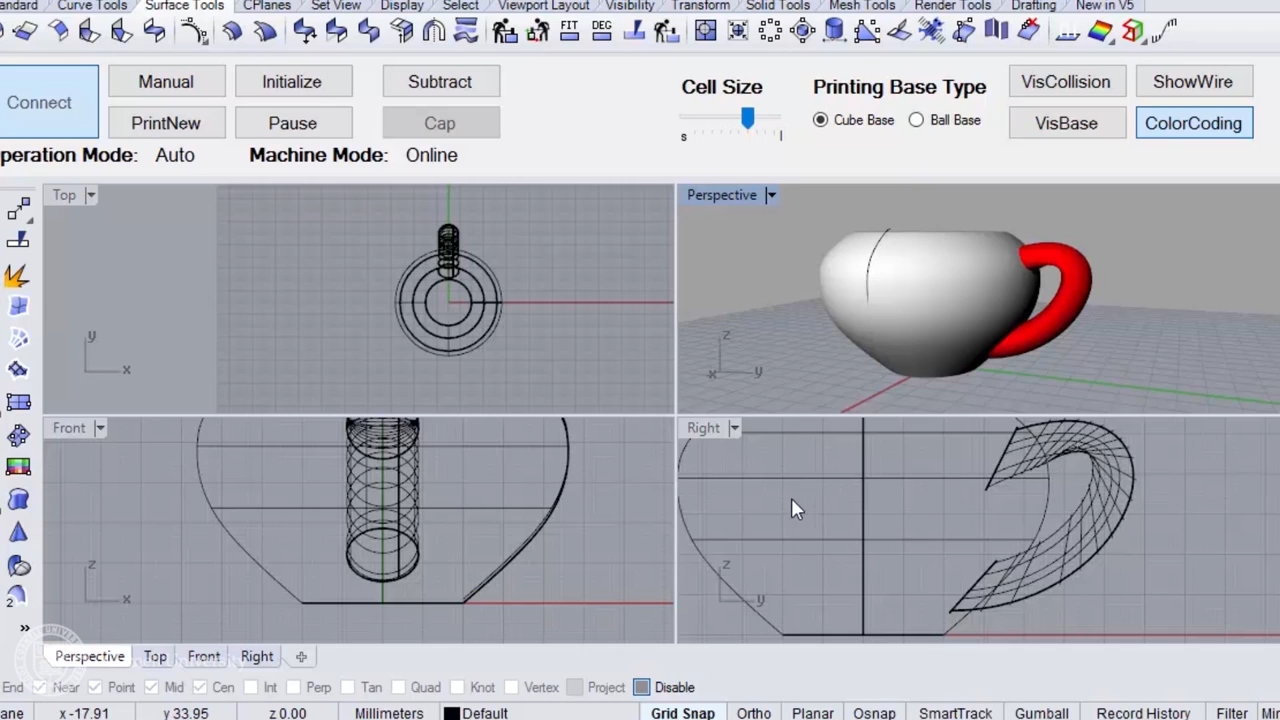 andard Curve Tools Surface Tools CPlanes Set View Display Select Viewport Layout Visibility Transform Solid Tools Mesh Tools Render Tools Drafting New in V5
FIT DEG
Connect Manual Initialize Subtract Cell Size Printing Base Type VisCollision ShowWire
PrintNew Pause Cap s l Cube Base Ball Base VisBase ColorCoding
peration Mode: Auto Machine Mode: Online
Top Perspective
y x
z x y
Front Right
z x
z y
2
»
Perspective Top Front Right
End Near Point Mid Cen Int Perp Tan Quad Knot Vertex Project Disable
ane x -17.91 y 33.95 z 0.00 Millimeters Default Grid Snap Ortho Planar Osnap SmartTrack Gumball Record History Filter